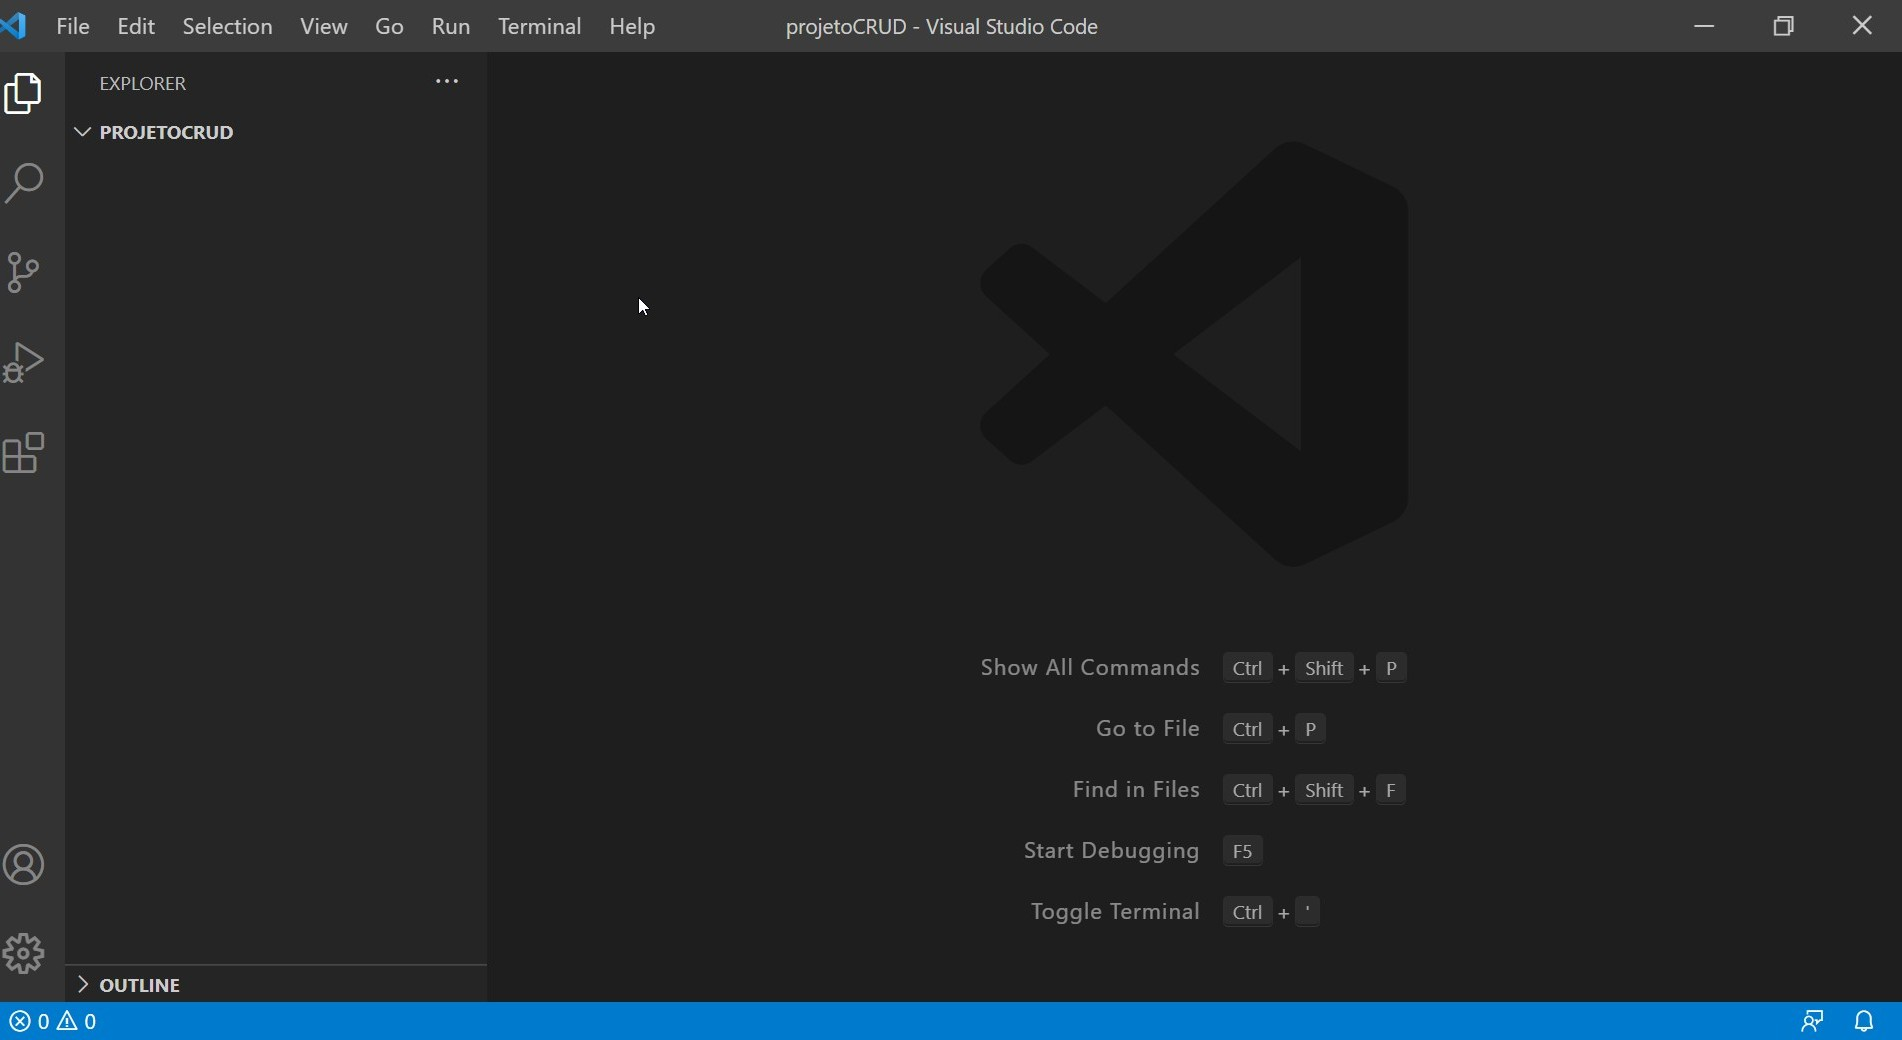 File Edit Selection View Go Run Terminal Help projetoCRUD - Visual Studio Code
EXPLORER
PROJETOCRUD
Show All Commands Ctrl + Shift + P
Go to File Ctrl + P
Find in Files Ctrl + Shift + F
Start Debugging F5
Toggle Terminal Ctrl + '
OUTLINE
0 0